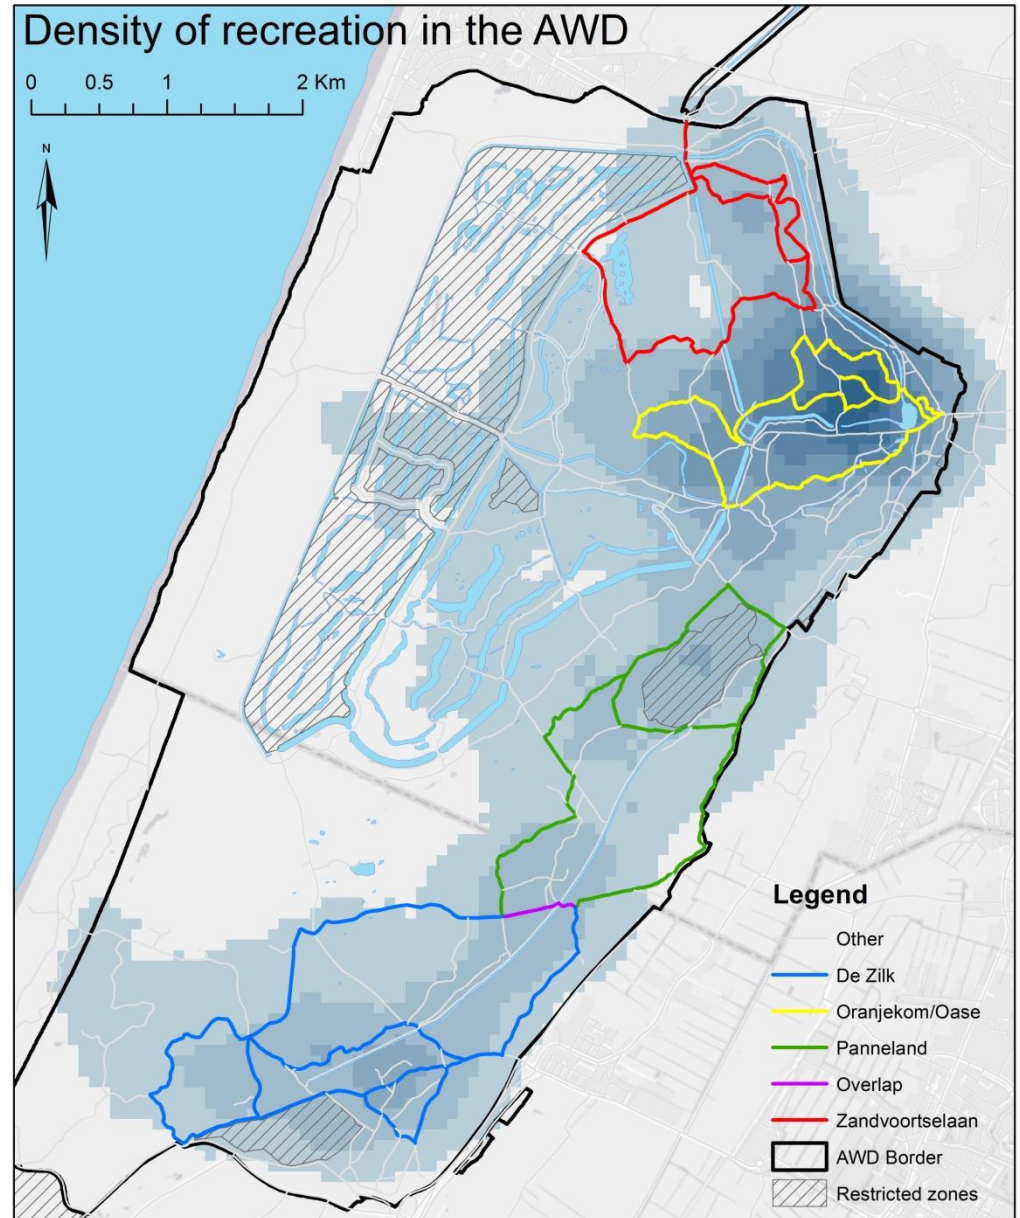 Density of recreation in the AWD
0 0.5 1 2 Km
N
Legend
Other
De Zilk
Oranjekom/Oase
Panneland
Overlap
Zandvoortselaan
AWD Border
Restricted zones